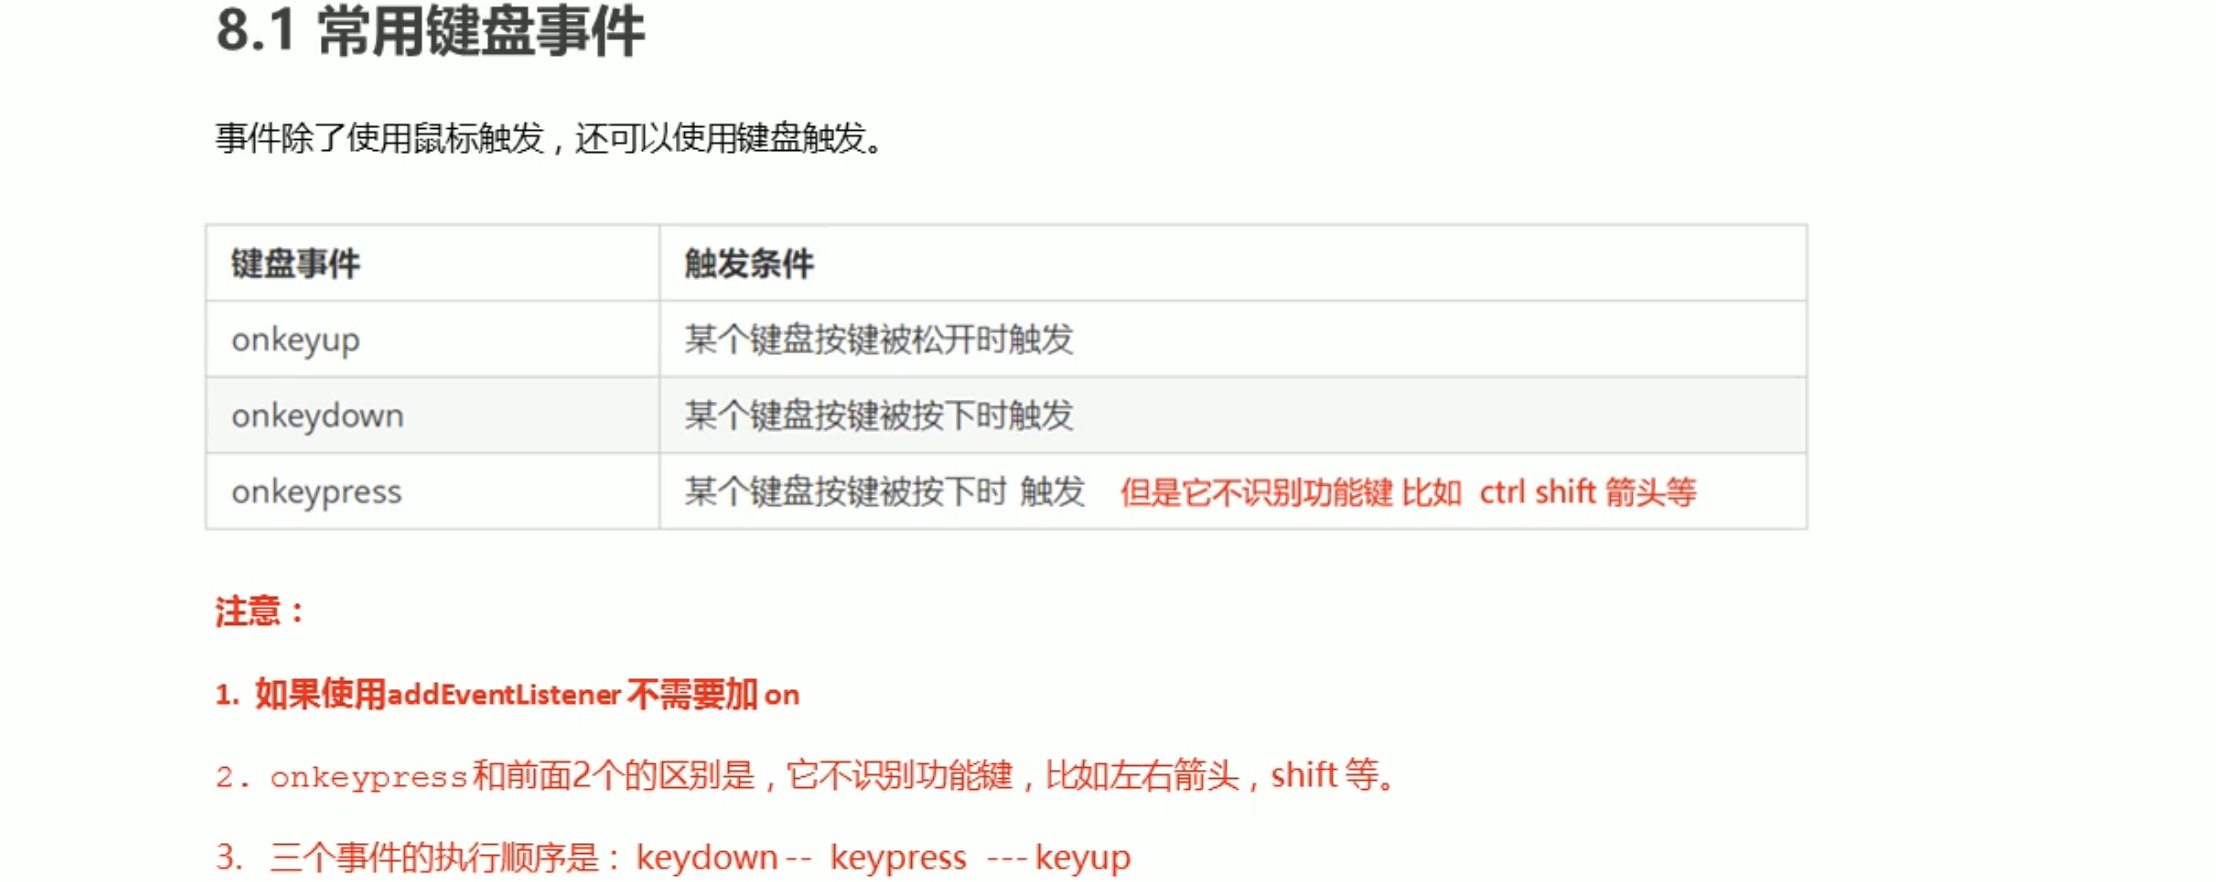 8.1 常用键盘事件
事件除了使用鼠标触发，还可以使用键盘触发。
键盘事件 触发条件
onkeyup 某个键盘按键被松开时触发
onkeydown 某个键盘按键被按下时触发
onkeypress 某个键盘按键被按下时 触发 但是它不识别功能键 比如 ctrl shift 箭头等
注意：
1. 如果使用addEventListener 不需要加 on
2. onkeypress和前面2个的区别是，它不识别功能键，比如左右箭头，shift 等。
3. 三个事件的执行顺序是：keydown -- keypress --- keyup